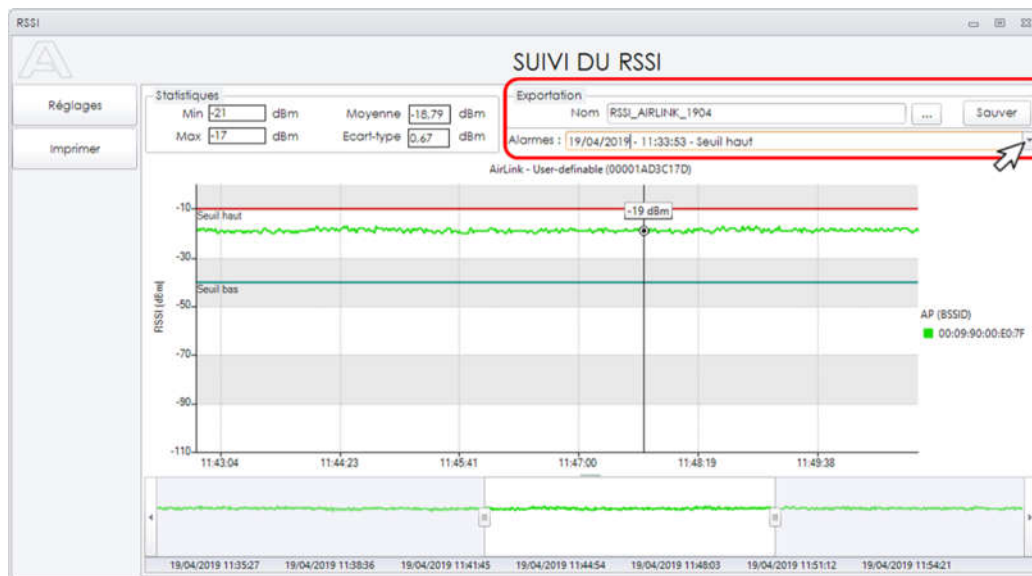 RSSI
SUIVI DU RSSI
Réglages
Imprimer
Statistiques
Min -21 dBm Moyenne -18,79 dBm
Max -17 dBm Ecart-type 0,67 dBm
Exportation
Nom RSSI_AIRLINK_1904 ... Sauver
Alarmes : 19/04/2019 - 11:33:53 - Seuil haut
AirLink - User-definable (00001AD3C17D)
-10
Seuil haut
-19 dBm
-30
Seuil bas
-50
RSSI (dBm)
-70
-90
-110
AP (BSSID)
00:09:90:00:E0:7F
11:43:04 11:44:23 11:45:41 11:47:00 11:48:19 11:49:38
19/04/2019 11:35:27 19/04/2019 11:38:36 19/04/2019 11:41:45 19/04/2019 11:44:54 19/04/2019 11:48:03 19/04/2019 11:51:12 19/04/2019 11:54:21